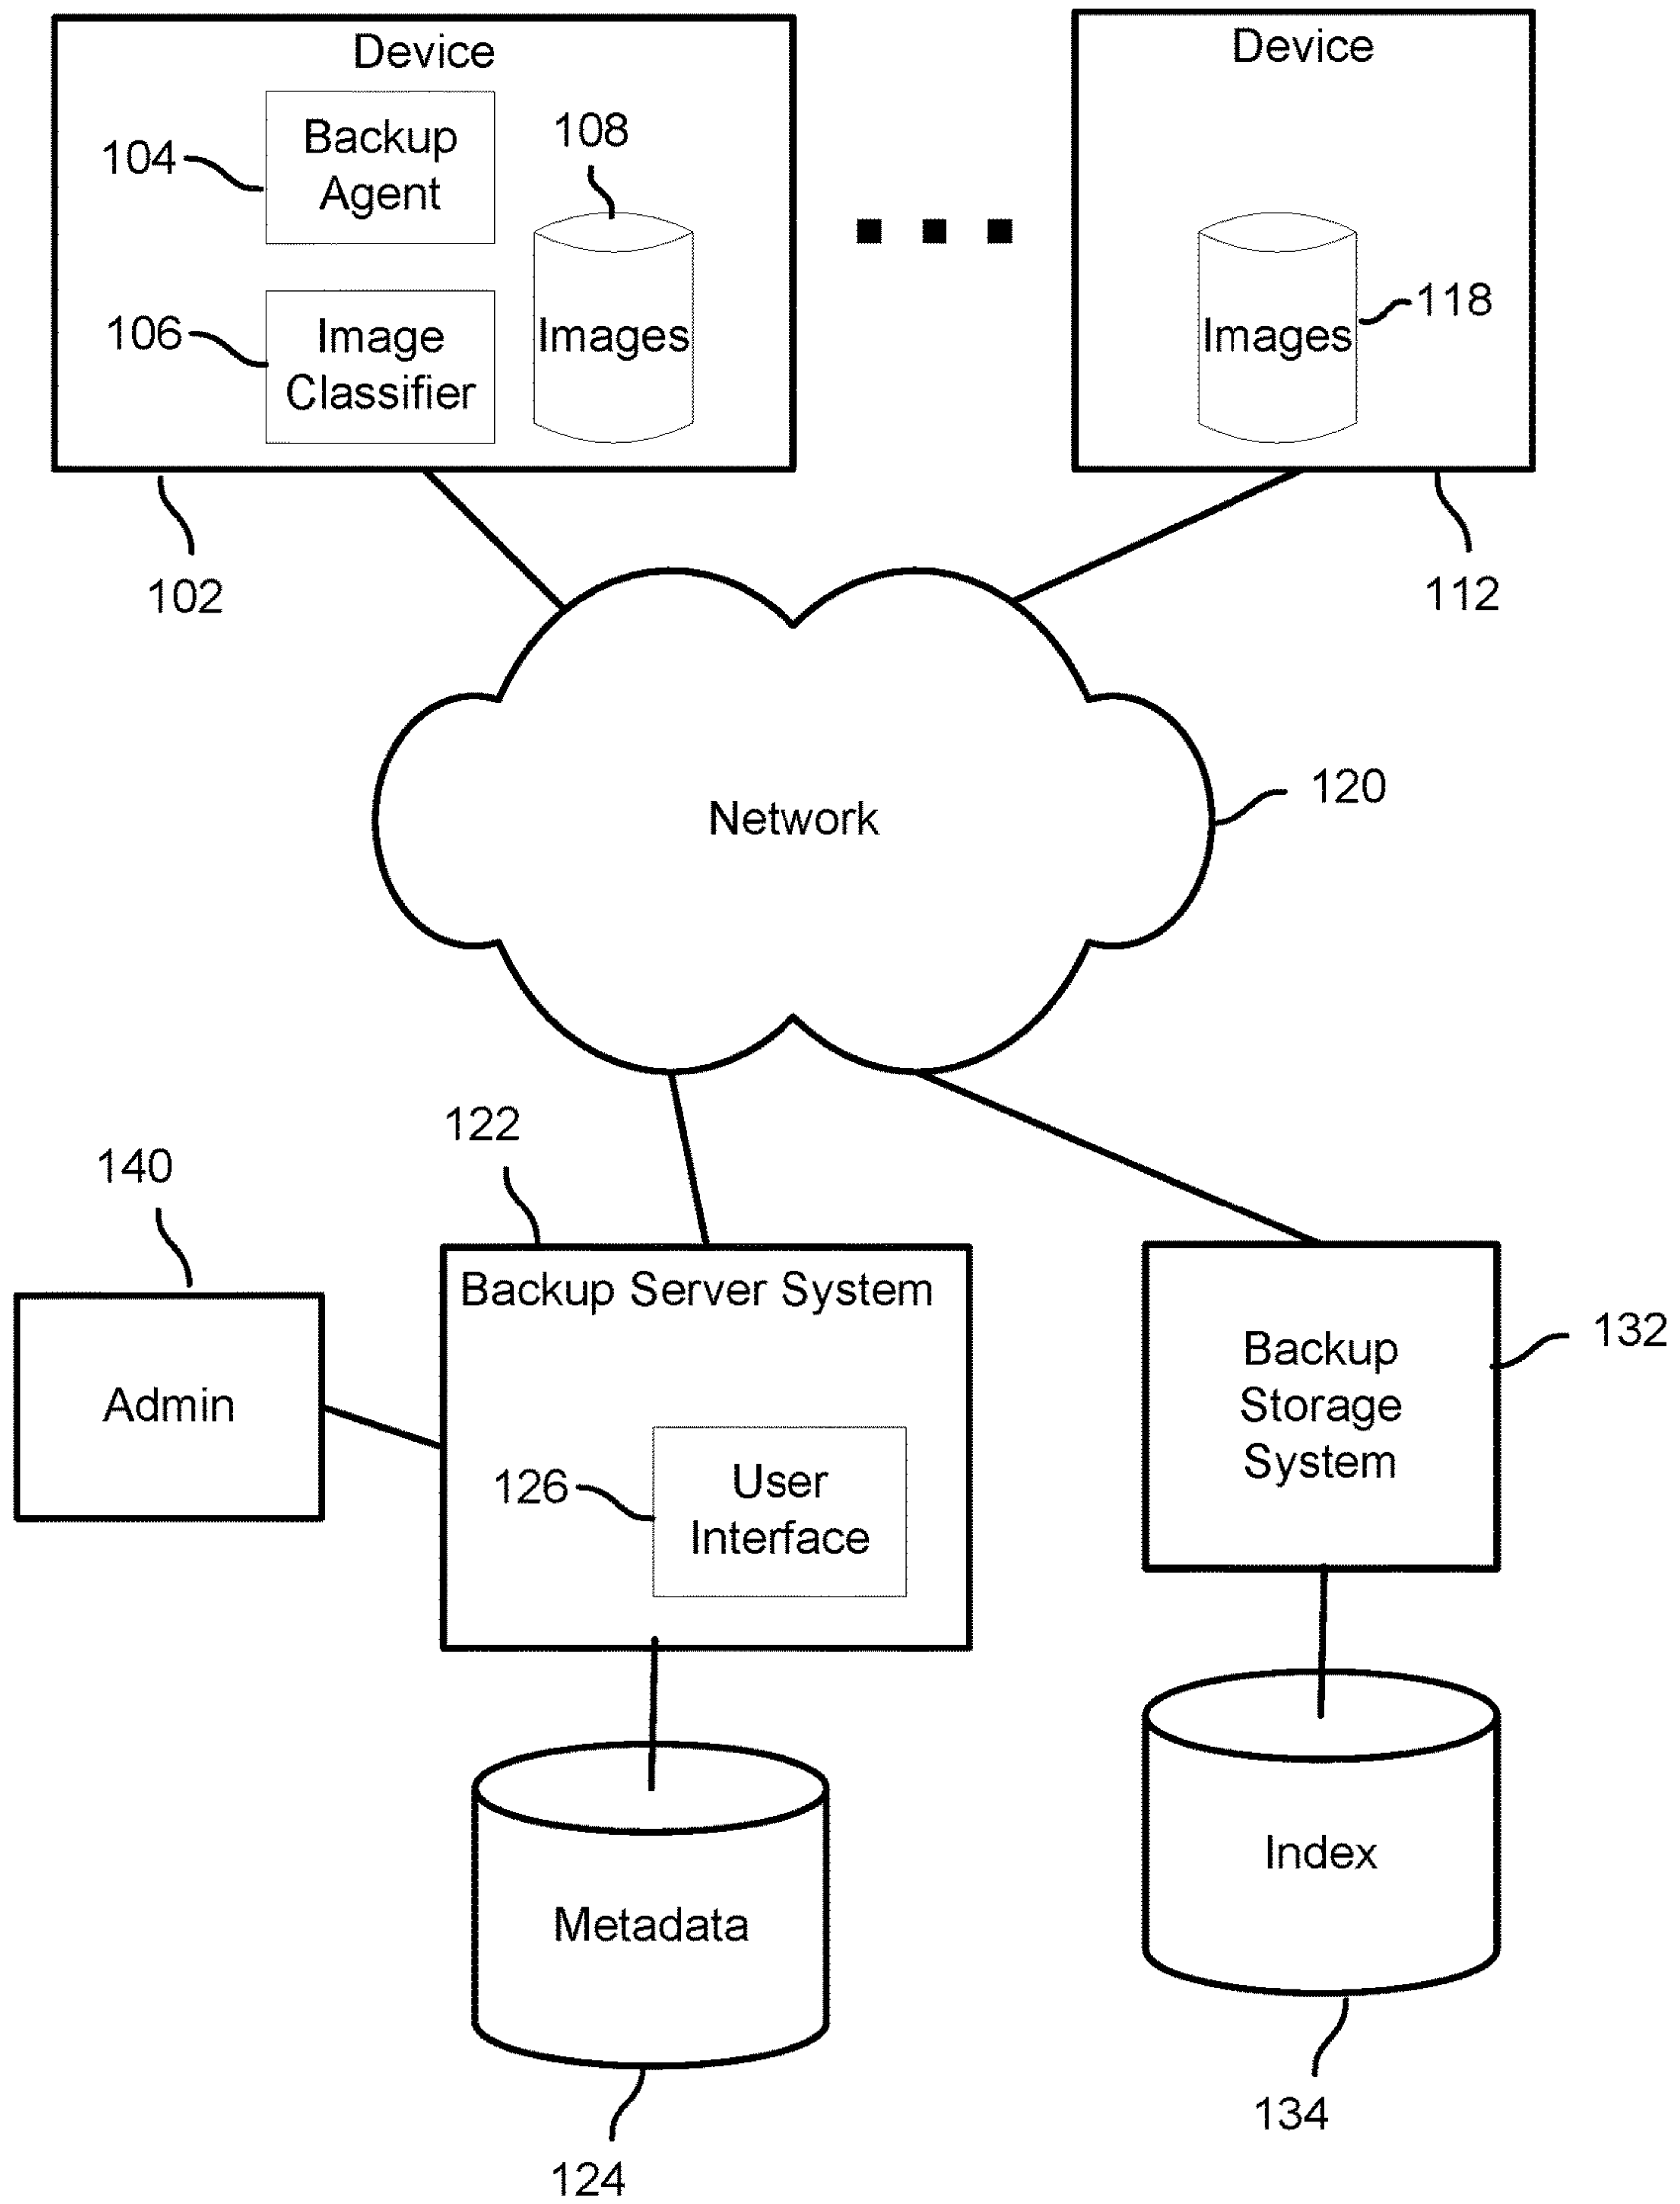 Device
Device
Backup
Agent
104
108
118
106
Image
Classifier
Images
Images
102
112
120
Network
122
140
Backup Server System
132
Backup
Storage
System
Admin
126
User
Interface
Index
Metadata
134
124